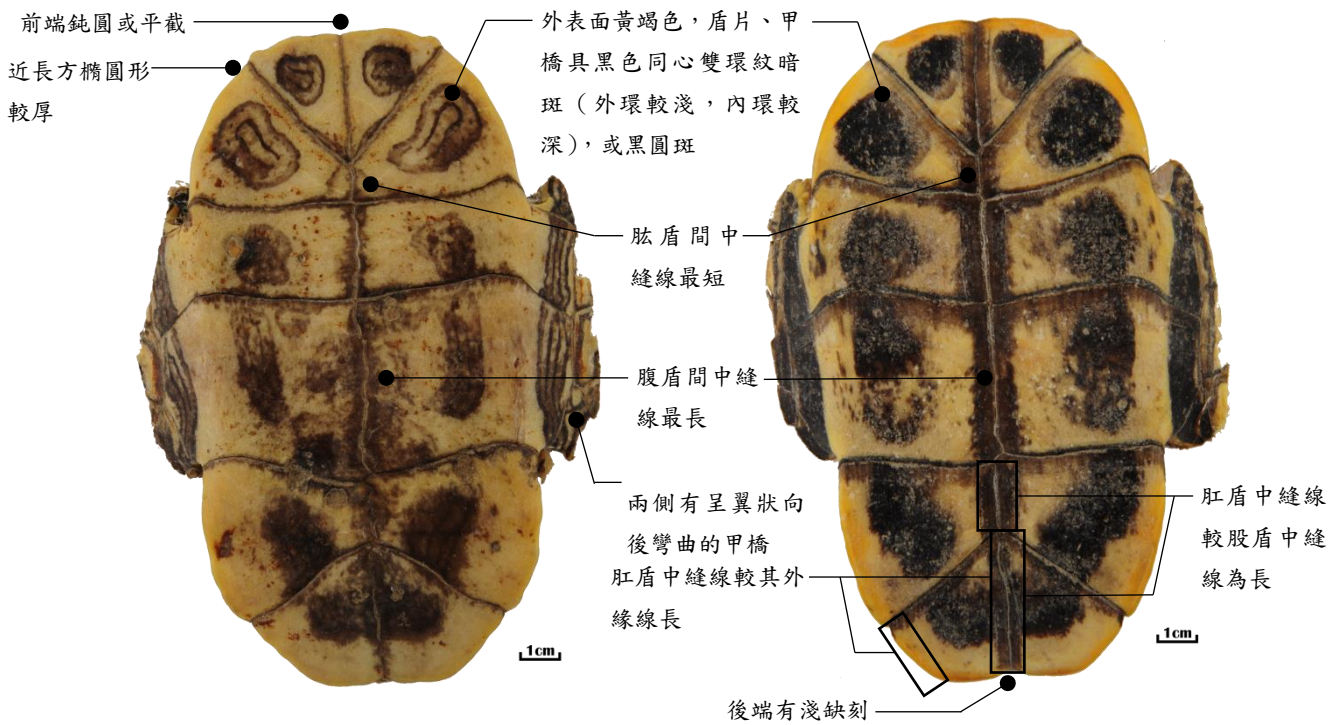 前端鈍圓或平截
近長方橢圓形
較厚
外表面黃竭色，盾片、甲
橋具黑色同心雙環紋暗
斑（外環較淺，內環較
深），或黑圓斑
肱盾間中
縫線最短
腹盾間中縫
線最長
兩側有呈翼狀向
後彎曲的甲橋
肛盾中縫線較其外
緣線長
肛盾中縫線
較股盾中縫
線為長
1cm
1cm
後端有淺缺刻